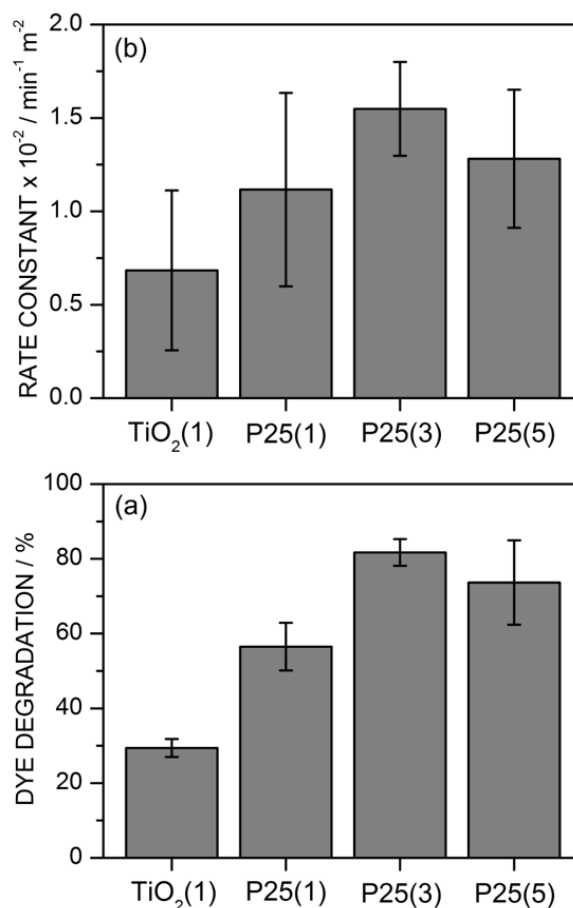 (b)
RATE CONSTANT x 10⁻² / min⁻¹ m⁻²
2.0
1.5
1.0
0.5
0.0
TiO₂(1) P25(1) P25(3) P25(5)
(a)
DYE DEGRADATION / %
100
80
60
40
20
0
TiO₂(1) P25(1) P25(3) P25(5)